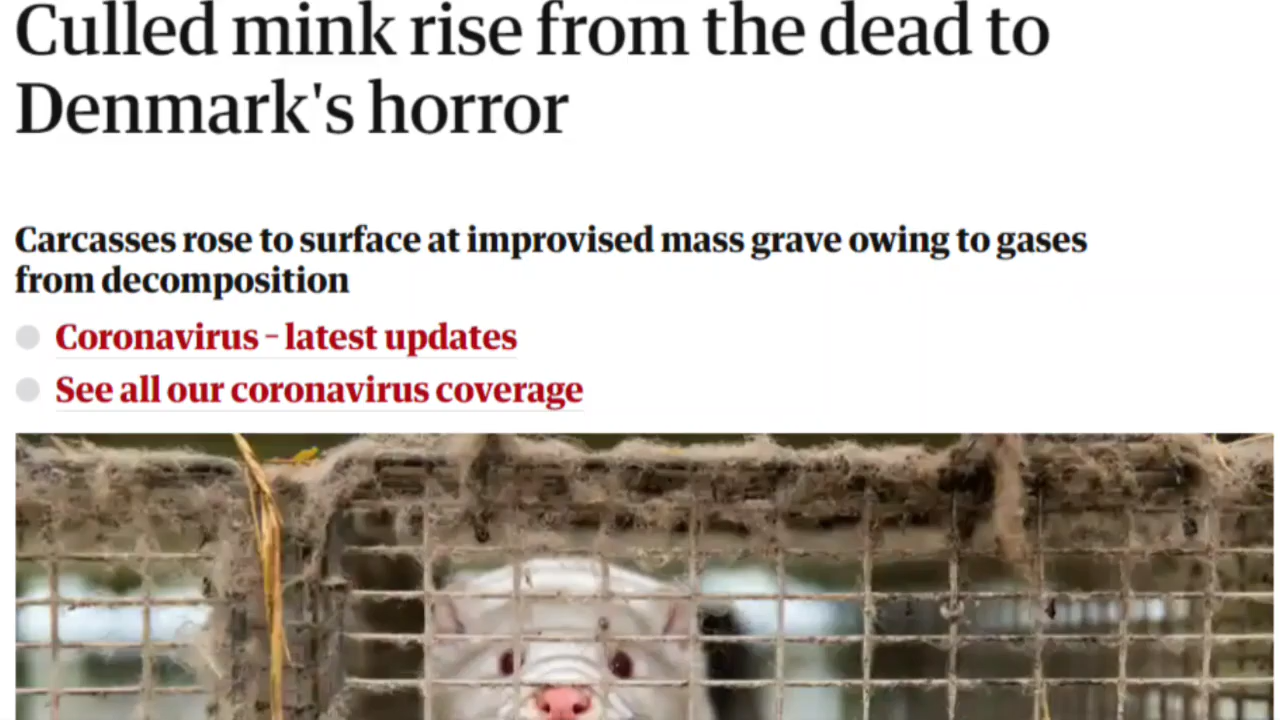 Culled mink rise from the dead to
Denmark's horror
Carcasses rose to surface at improvised mass grave owing to gases
from decomposition
Coronavirus – latest updates
See all our coronavirus coverage